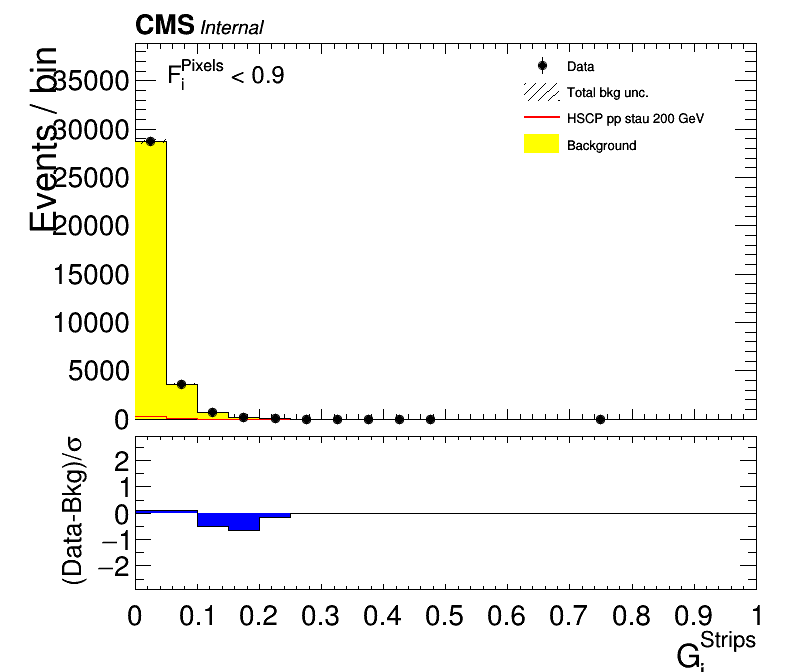 CMS Internal
F_i^Pixels < 0.9
Data
Total bkg unc.
HSCP pp stau 200 GeV
Background
Events / bin
35000
30000
25000
20000
15000
10000
5000
0
(Data-Bkg)/σ
2
1
0
−1
−2
0 0.1 0.2 0.3 0.4 0.5 0.6 0.7 0.8 0.9 1
G_i^Strips